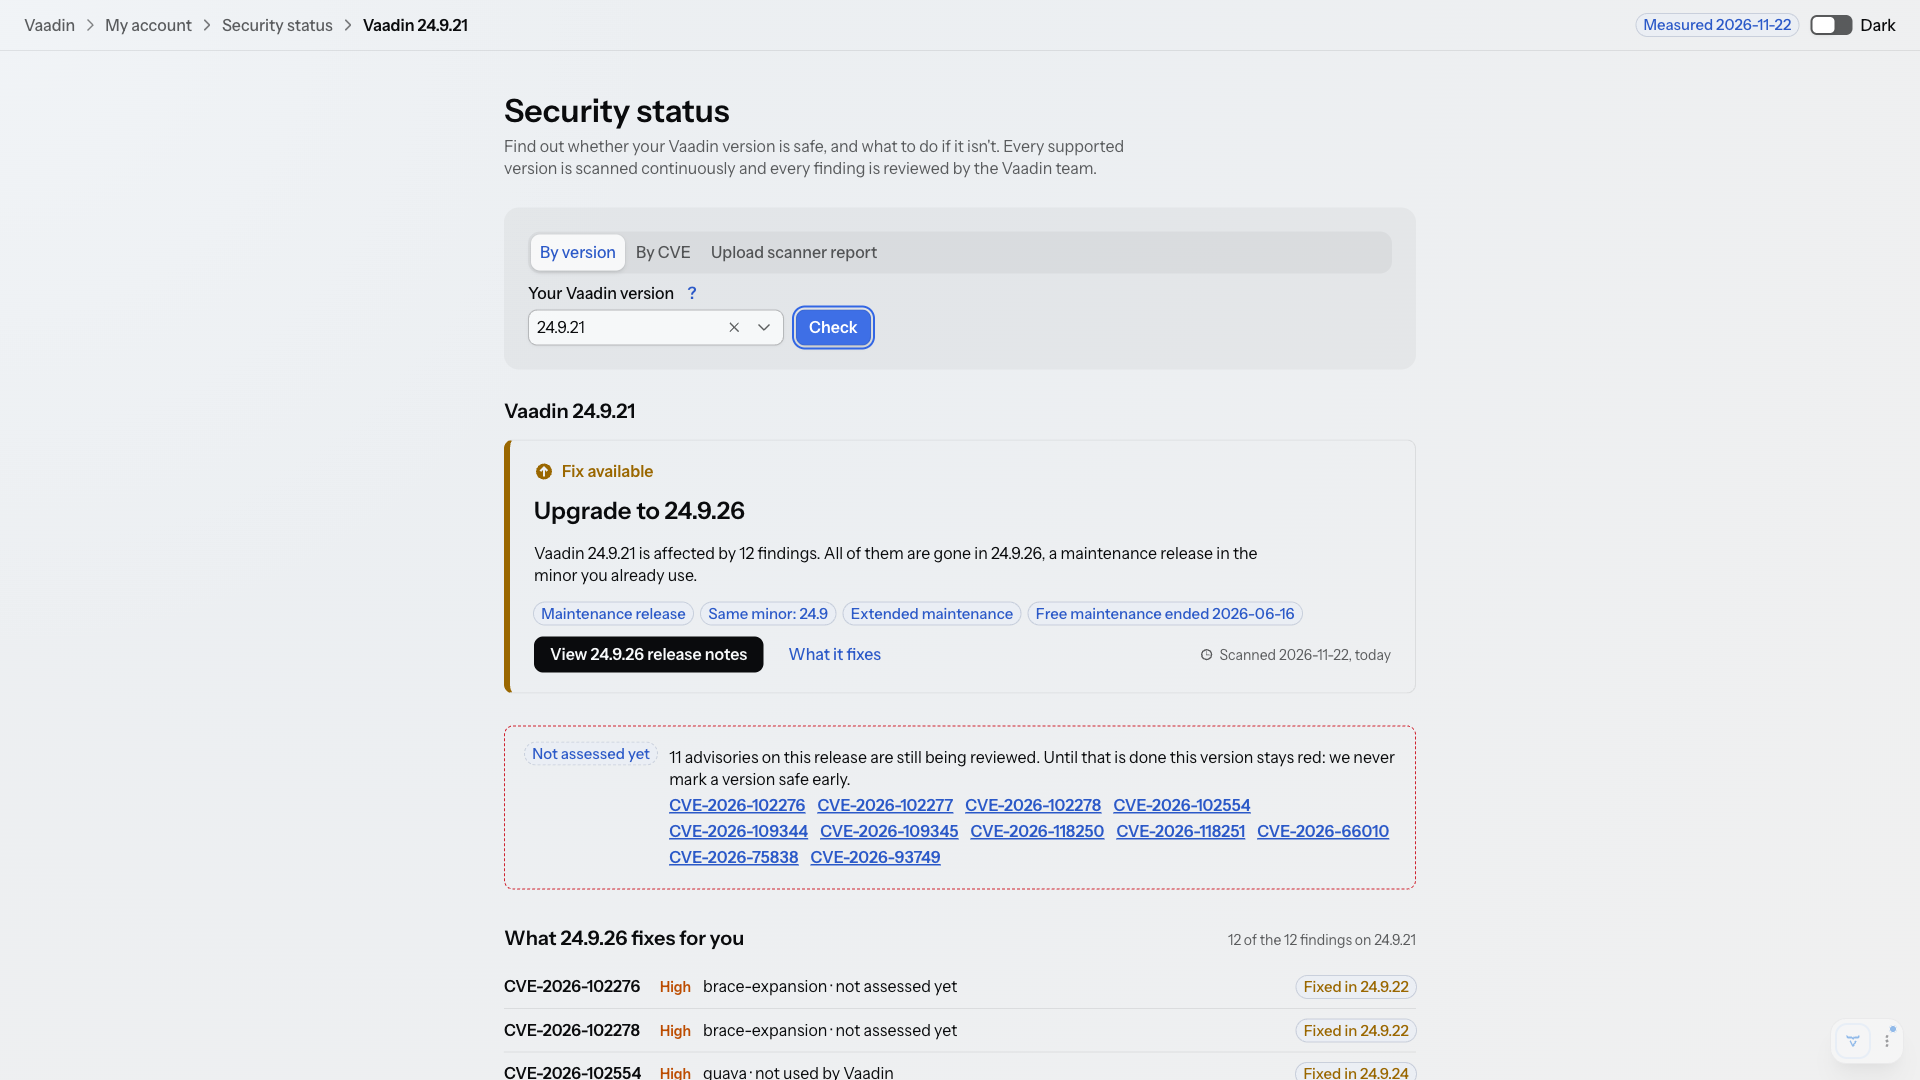 Vaadin > My account > Security status > Vaadin 24.9.21
Measured 2026-11-22
Dark
Security status
Find out whether your Vaadin version is safe, and what to do if it isn't. Every supported
version is scanned continuously and every finding is reviewed by the Vaadin team.
By version By CVE Upload scanner report
Your Vaadin version ?
24.9.21
Check
Vaadin 24.9.21
Fix available
Upgrade to 24.9.26
Vaadin 24.9.21 is affected by 12 findings. All of them are gone in 24.9.26, a maintenance release in the
minor you already use.
Maintenance release Same minor: 24.9 Extended maintenance Free maintenance ended 2026-06-16
View 24.9.26 release notes What it fixes Scanned 2026-11-22, today
Not assessed yet
11 advisories on this release are still being reviewed. Until that is done this version stays red: we never
mark a version safe early.
CVE-2026-102276 CVE-2026-102277 CVE-2026-102278 CVE-2026-102554
CVE-2026-109344 CVE-2026-109345 CVE-2026-118250 CVE-2026-118251 CVE-2026-66010
CVE-2026-75838 CVE-2026-93749
What 24.9.26 fixes for you
12 of the 12 findings on 24.9.21
CVE-2026-102276 High brace-expansion · not assessed yet Fixed in 24.9.22
CVE-2026-102278 High brace-expansion · not assessed yet Fixed in 24.9.22
CVE-2026-102554 High guava · not used by Vaadin Fixed in 24.9.24